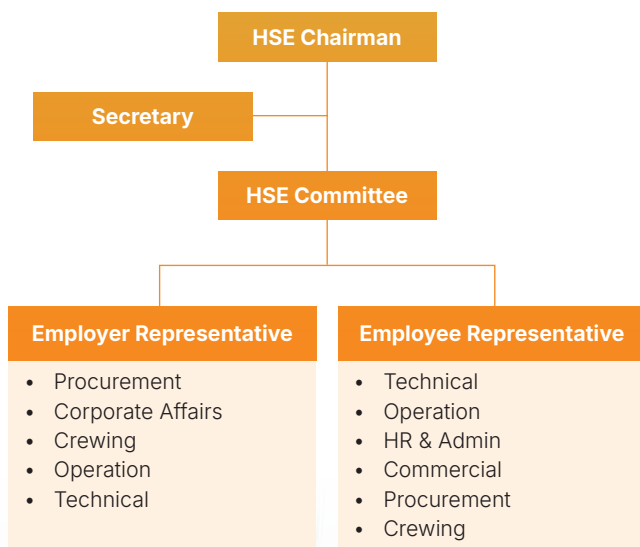 HSE Chairman
Secretary
HSE Committee
Employer Representative
• Procurement
• Corporate Affairs
• Crewing
• Operation
• Technical
Employee Representative
• Technical
• Operation
• HR & Admin
• Commercial
• Procurement
• Crewing